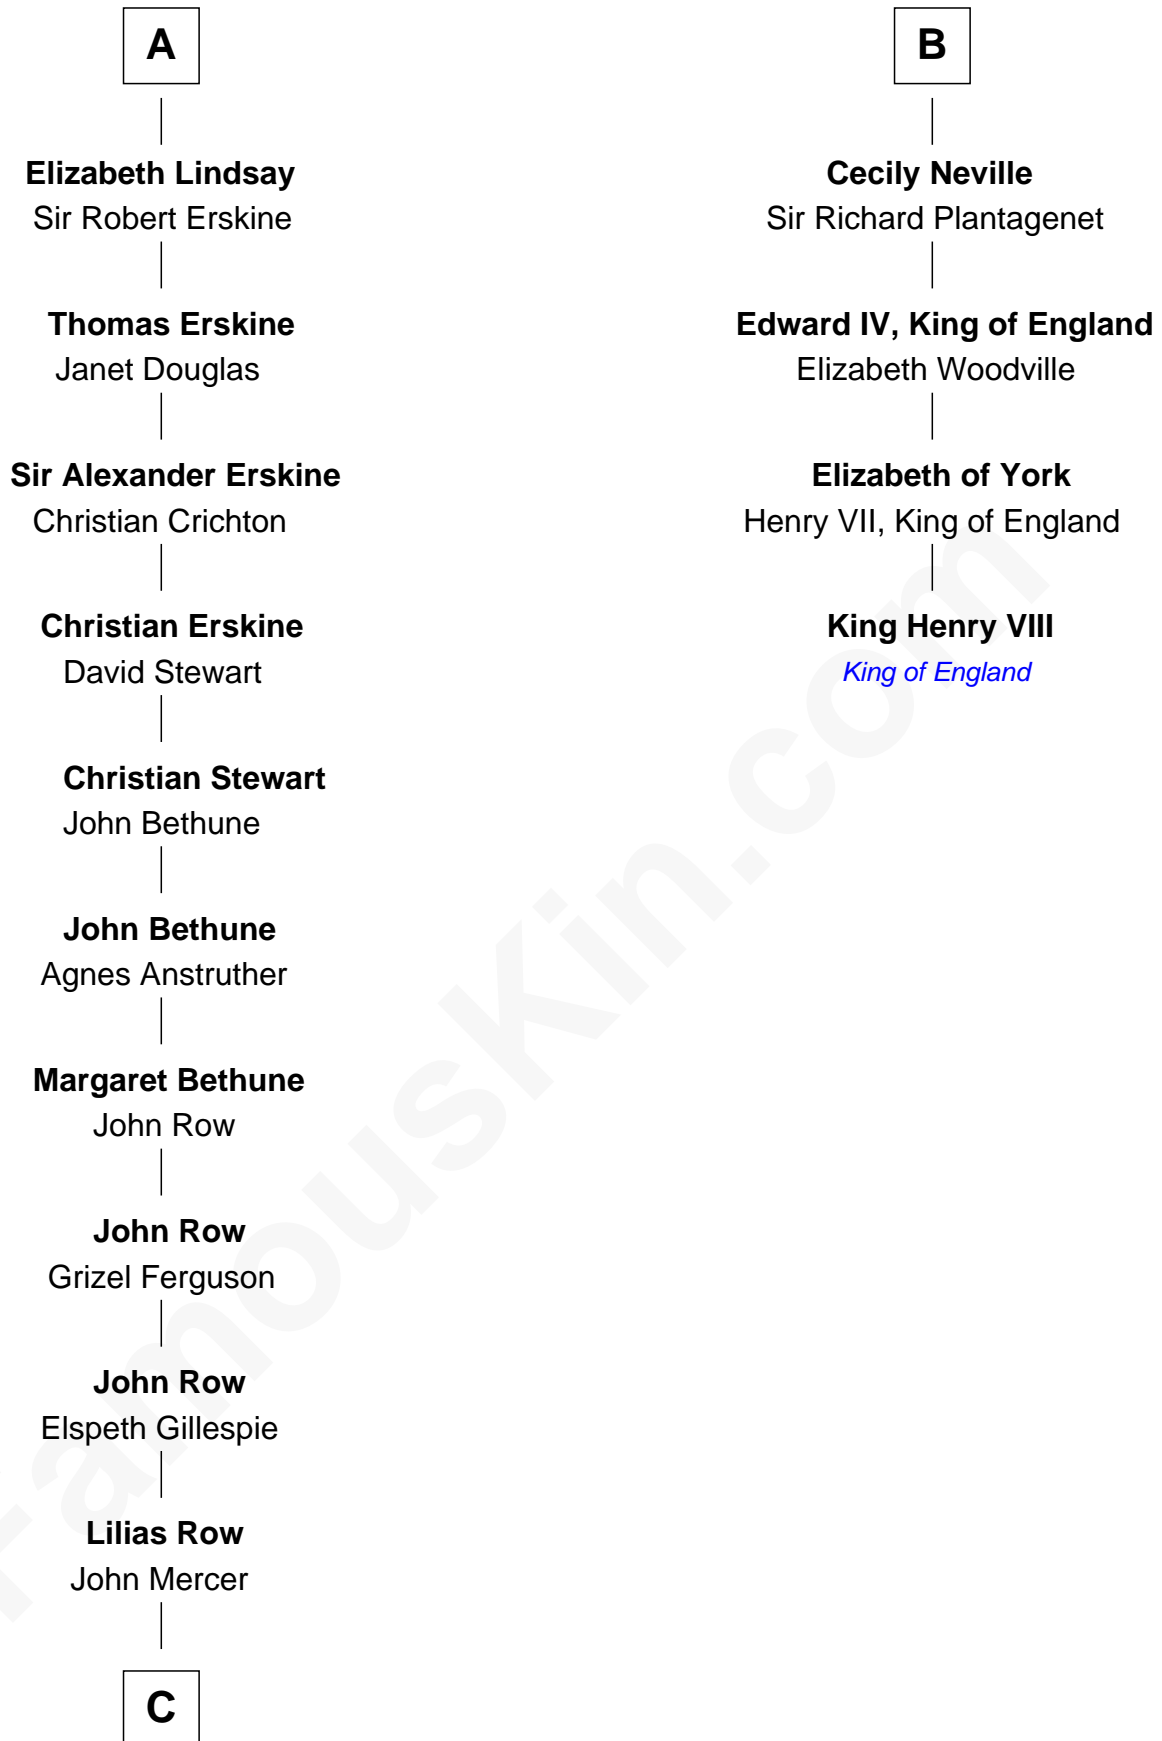 A
Elizabeth Lindsay
Sir Robert Erskine
Thomas Erskine
Janet Douglas
Sir Alexander Erskine
Christian Crichton
Christian Erskine
David Stewart
Christian Stewart
John Bethune
John Bethune
Agnes Anstruther
Margaret Bethune
John Row
John Row
Grizel Ferguson
John Row
Elspeth Gillespie
Lilias Row
John Mercer
C
B
Cecily Neville
Sir Richard Plantagenet
Edward IV, King of England
Elizabeth Woodville
Elizabeth of York
Henry VII, King of England
King Henry VIII
King of England
FamousKin.com